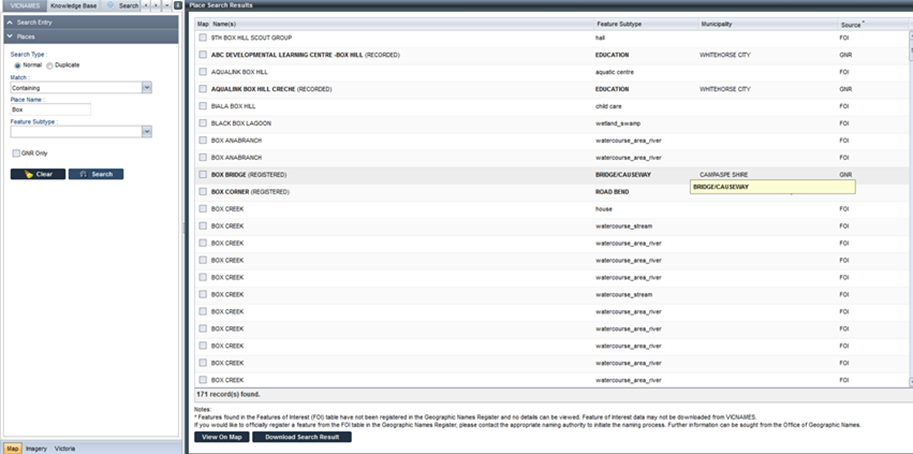 VICNAMES Knowledge Base Search
Search Entry
Places
Search Type :
Normal Duplicate
Match :
Containing
Place Name :
Box
Feature Subtype :
GNR Only
Clear Search
Map Imagery Victoria
Place Search Results
Map Name(s) Feature Subtype Municipality Source
9TH BOX HILL SCOUT GROUP hall FOI
ABC DEVELOPMENTAL LEARNING CENTRE -BOX HILL (RECORDED) EDUCATION WHITEHORSE CITY GNR
AQUALINK BOX HILL aquatic centre FOI
AQUALINK BOX HILL CRECHE (RECORDED) EDUCATION WHITEHORSE CITY GNR
BIALA BOX HILL child care FOI
BLACK BOX LAGOON wetland_swamp FOI
BOX ANABRANCH watercourse_area_river FOI
BOX ANABRANCH watercourse_area_river FOI
BOX BRIDGE (REGISTERED) BRIDGE/CAUSEWAY CAMPASPE SHIRE GNR
BRIDGE/CAUSEWAY
BOX CORNER (REGISTERED) ROAD BEND
BOX CREEK house FOI
BOX CREEK watercourse_stream FOI
BOX CREEK watercourse_area_river FOI
BOX CREEK watercourse_area_river FOI
BOX CREEK watercourse_area_river FOI
BOX CREEK watercourse_stream FOI
BOX CREEK watercourse_area_river FOI
BOX CREEK watercourse_area_river FOI
BOX CREEK watercourse_area_river FOI
BOX CREEK watercourse_area_river FOI
BOX CREEK watercourse_area_river FOI
171 record(s) found.
Notes:
* Features found in the Features of Interest (FOI) table have not been registered in the Geographic Names Register and no details can be viewed. Feature of Interest data may not be downloaded from VICNAMES.
If you would like to officially register a feature from the FOI table in the Geographic Names Register, please contact the appropriate naming authority to initiate the naming process. Further information can be sought from the Office of Geographic Names.
View On Map Download Search Result